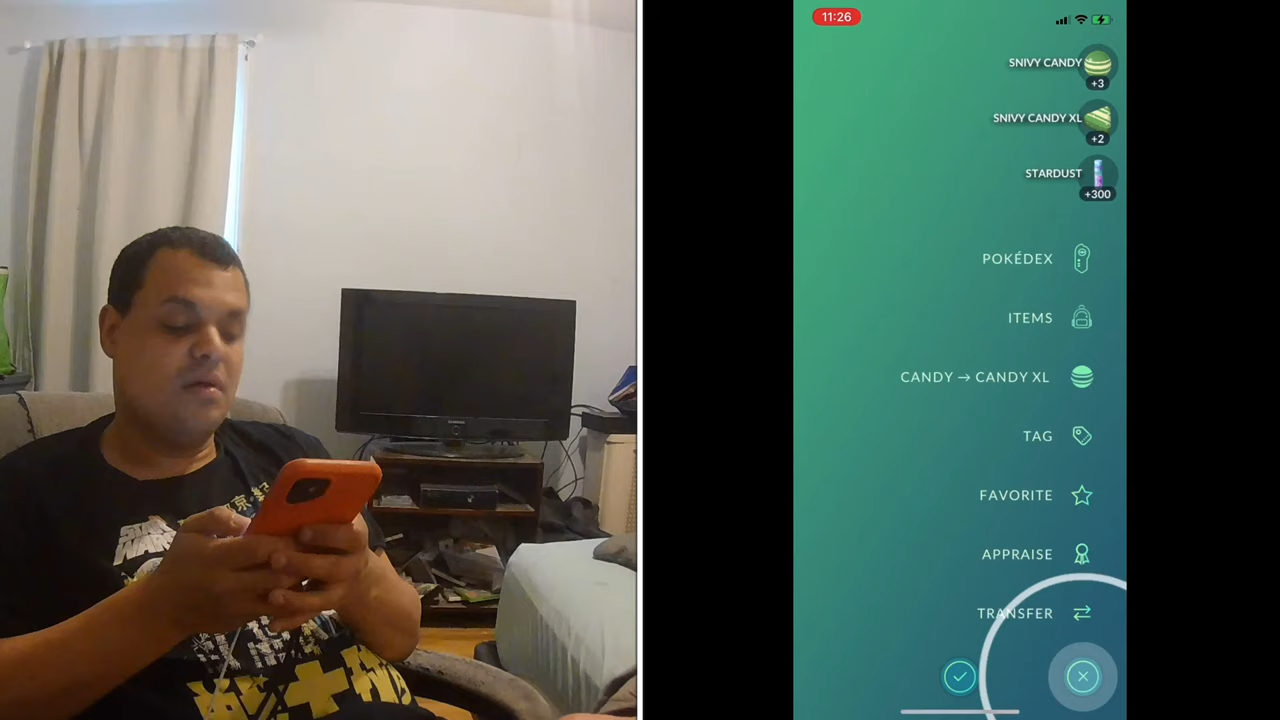 11:26
SNIVY CANDY
+3
SNIVY CANDY XL
+2
STARDUST
+300
POKÉDEX
ITEMS
CANDY → CANDY XL
TAG
FAVORITE
APPRAISE
TRANSFER
STAR
WARS